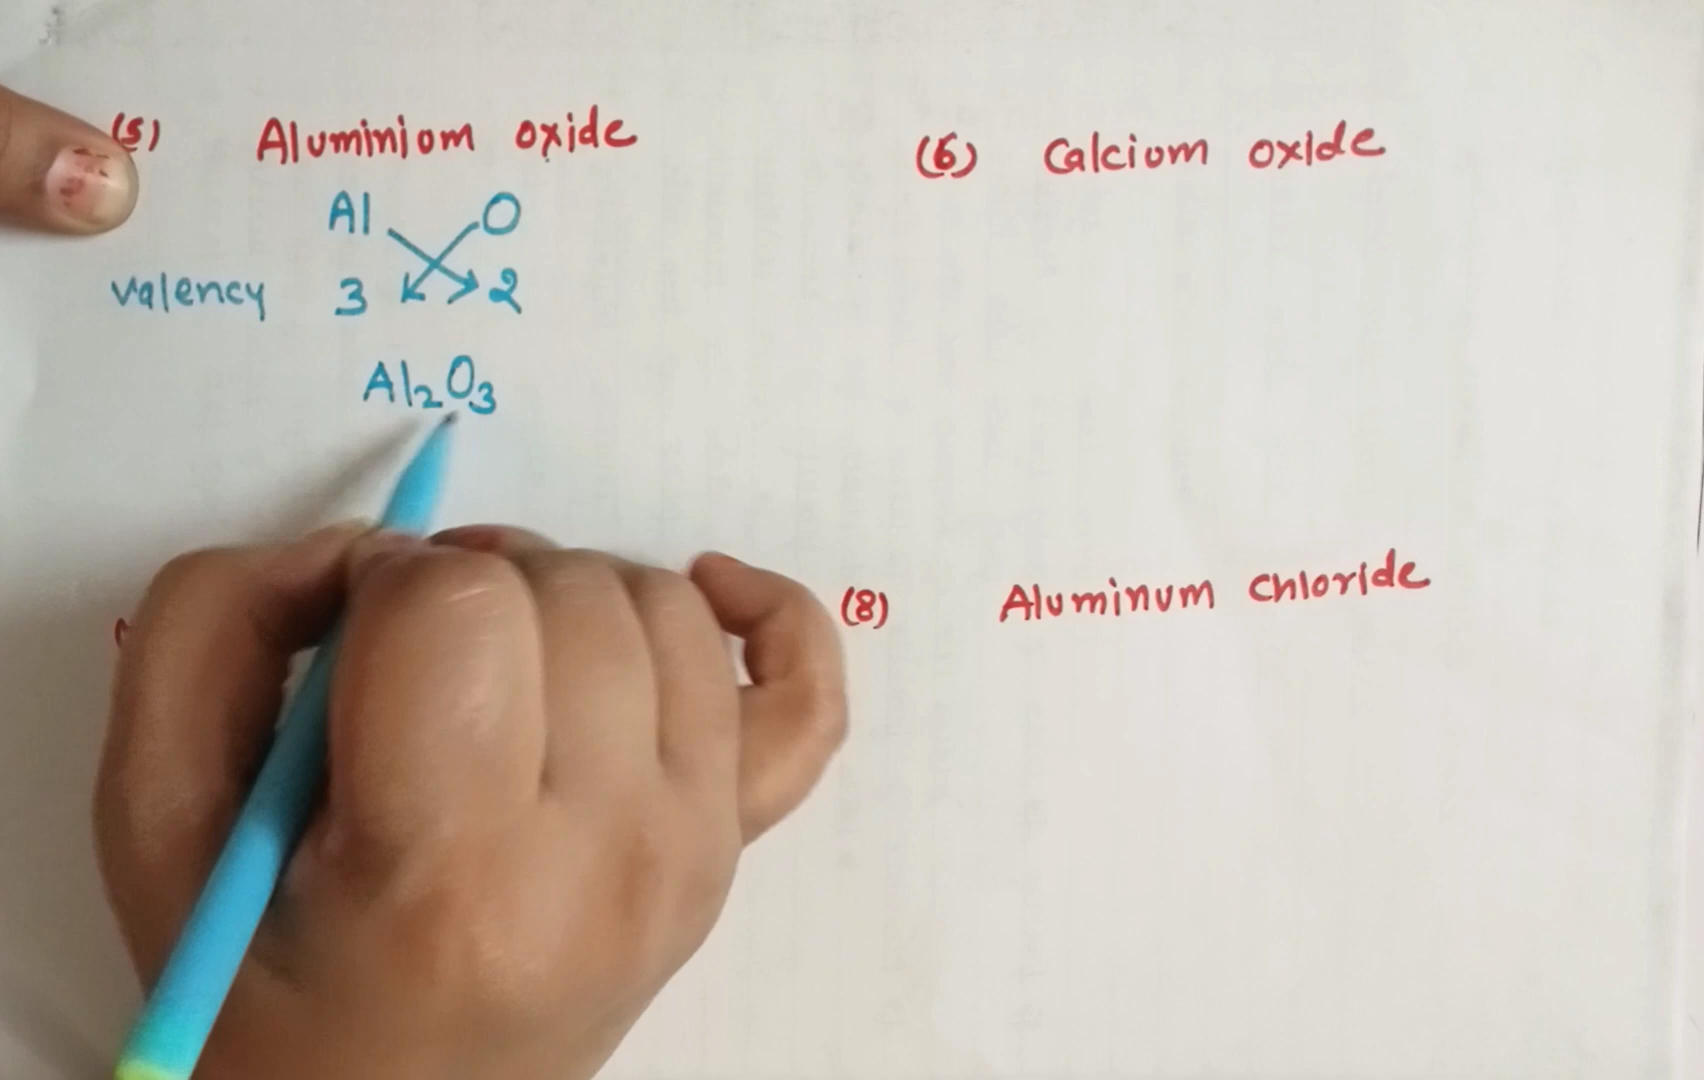 (5) Aluminiom oxide
Al O
valency 3 2
Al₂O₃
(6) Calciom oxide
(8) Aluminum chloride